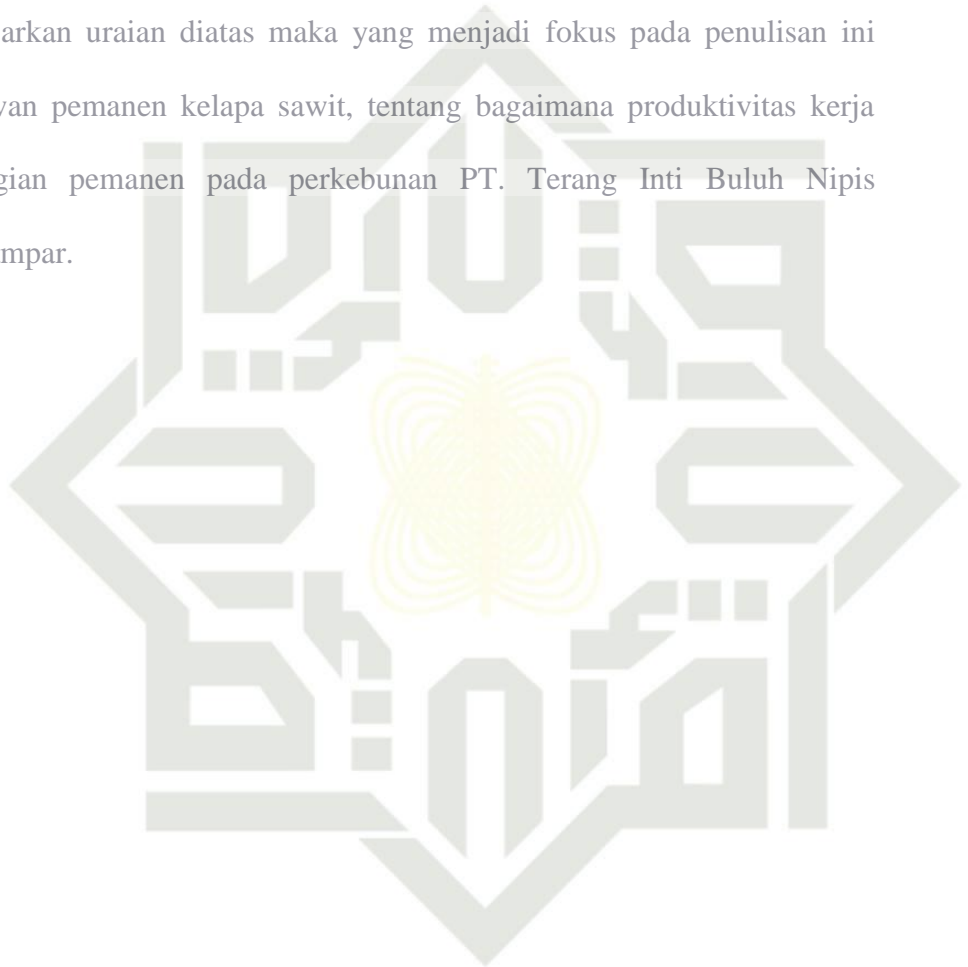 arkan uraian diatas maka yang menjadi fokus pada penulisan ini
van pemanen kelapa sawit, tentang bagaimana produktivitas kerja
gian pemanen pada perkebunan PT. Terang Inti Buluh Nipis
mpar.